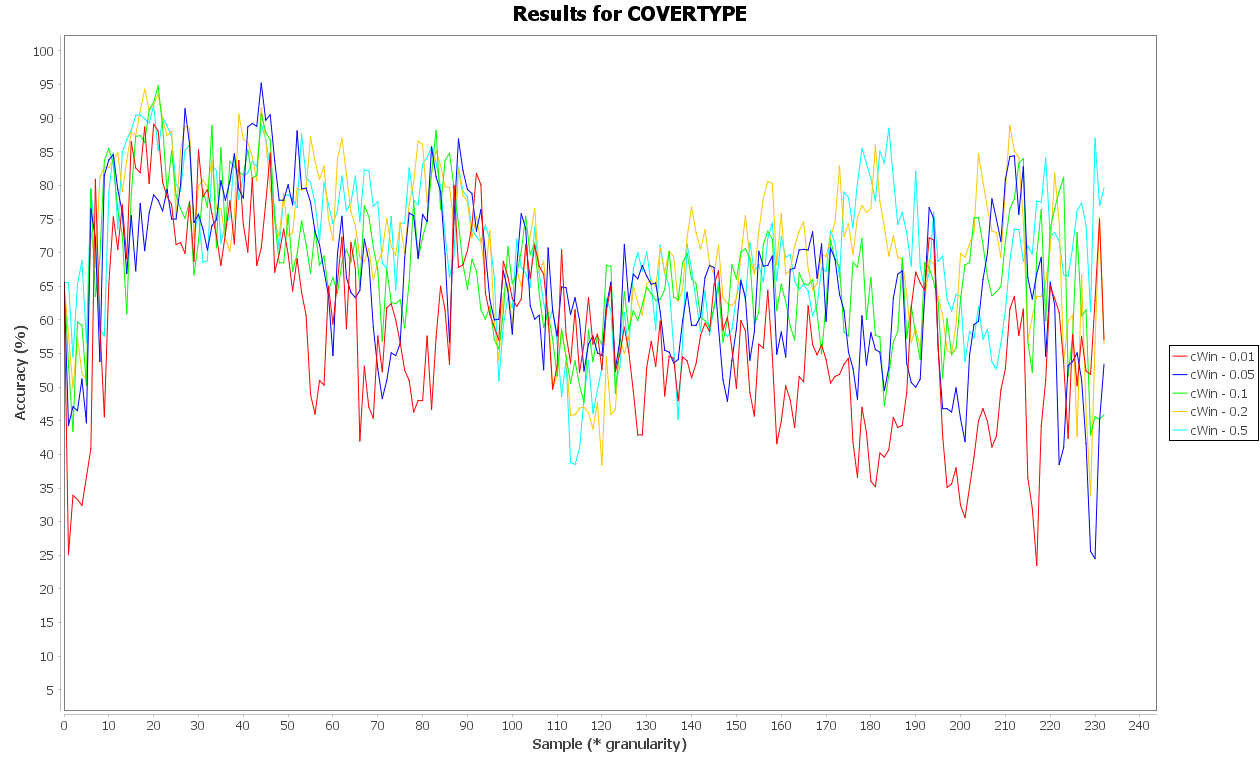 Results for COVERTYPE
Accuracy (%)
100
95
90
85
80
75
70
65
60
55
50
45
40
35
30
25
20
15
10
5
0 10 20 30 40 50 60 70 80 90 100 110 120 130 140 150 160 170 180 190 200 210 220 230 240
Sample (* granularity)
cWin - 0.01
cWin - 0.05
cWin - 0.1
cWin - 0.2
cWin - 0.5